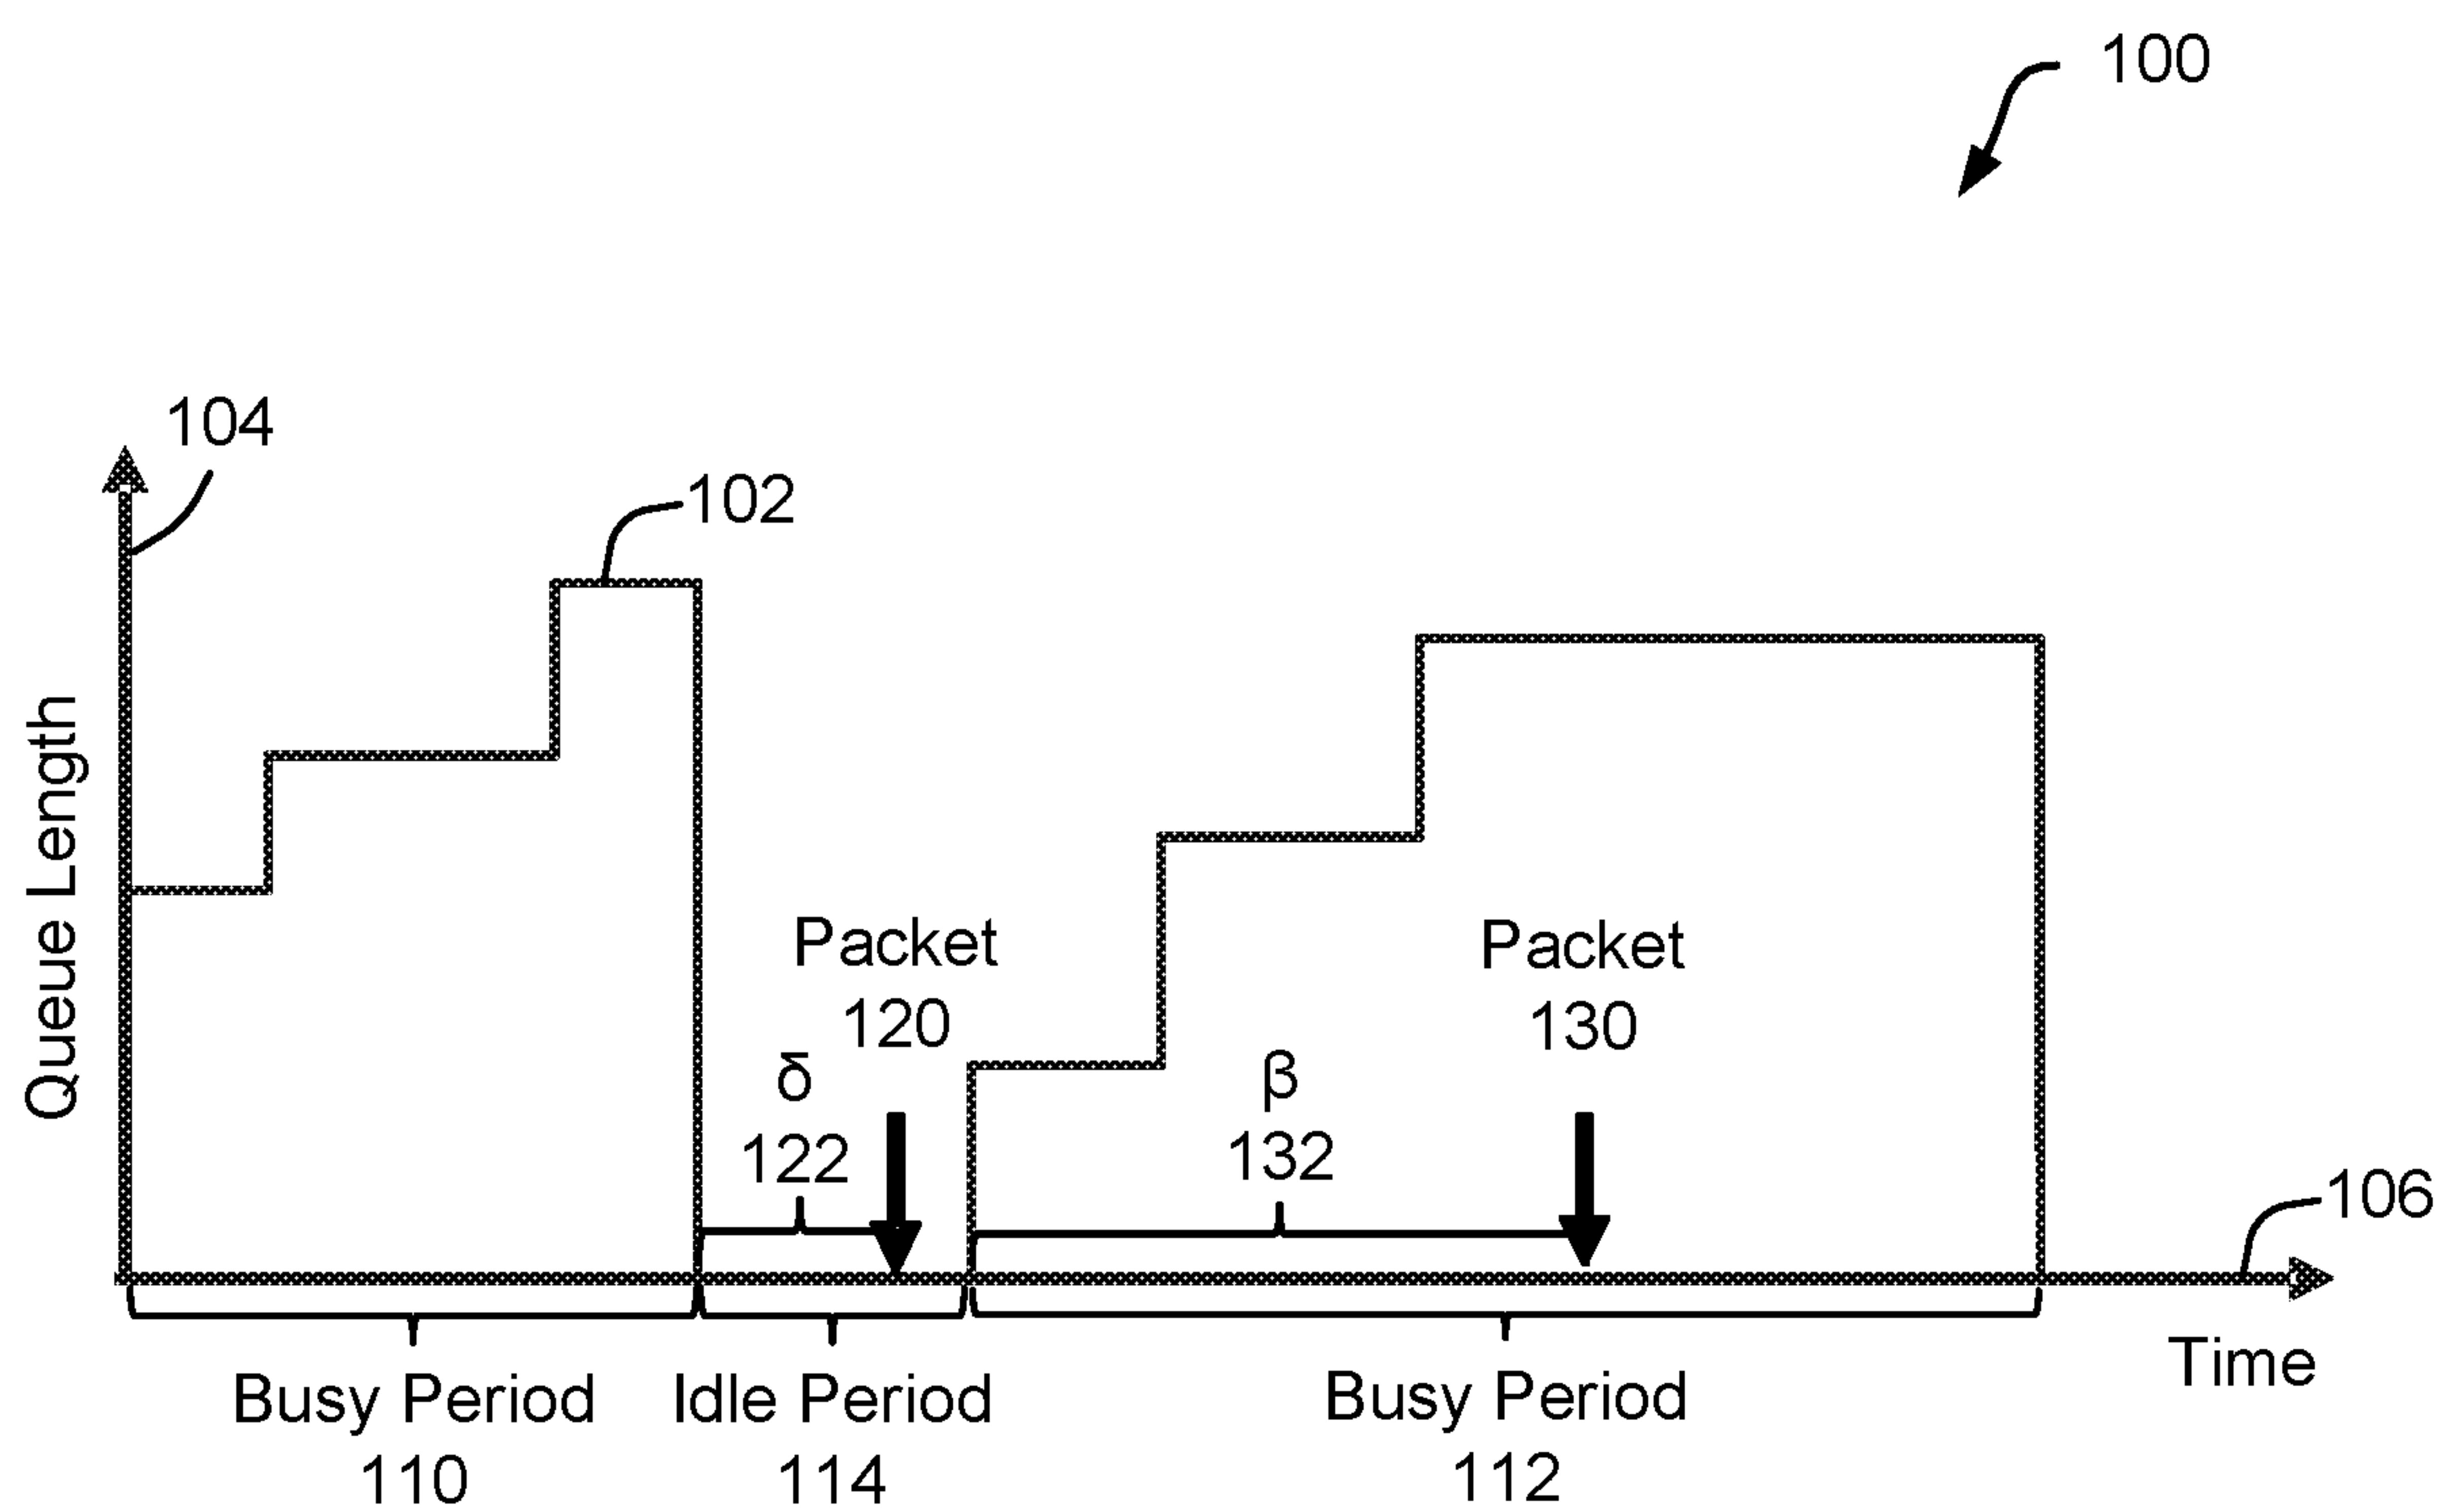 100
104
102
Queue Length
Packet
120
Packet
130
δ
122
β
132
106
Time
Busy Period
110
Idle Period
114
Busy Period
112